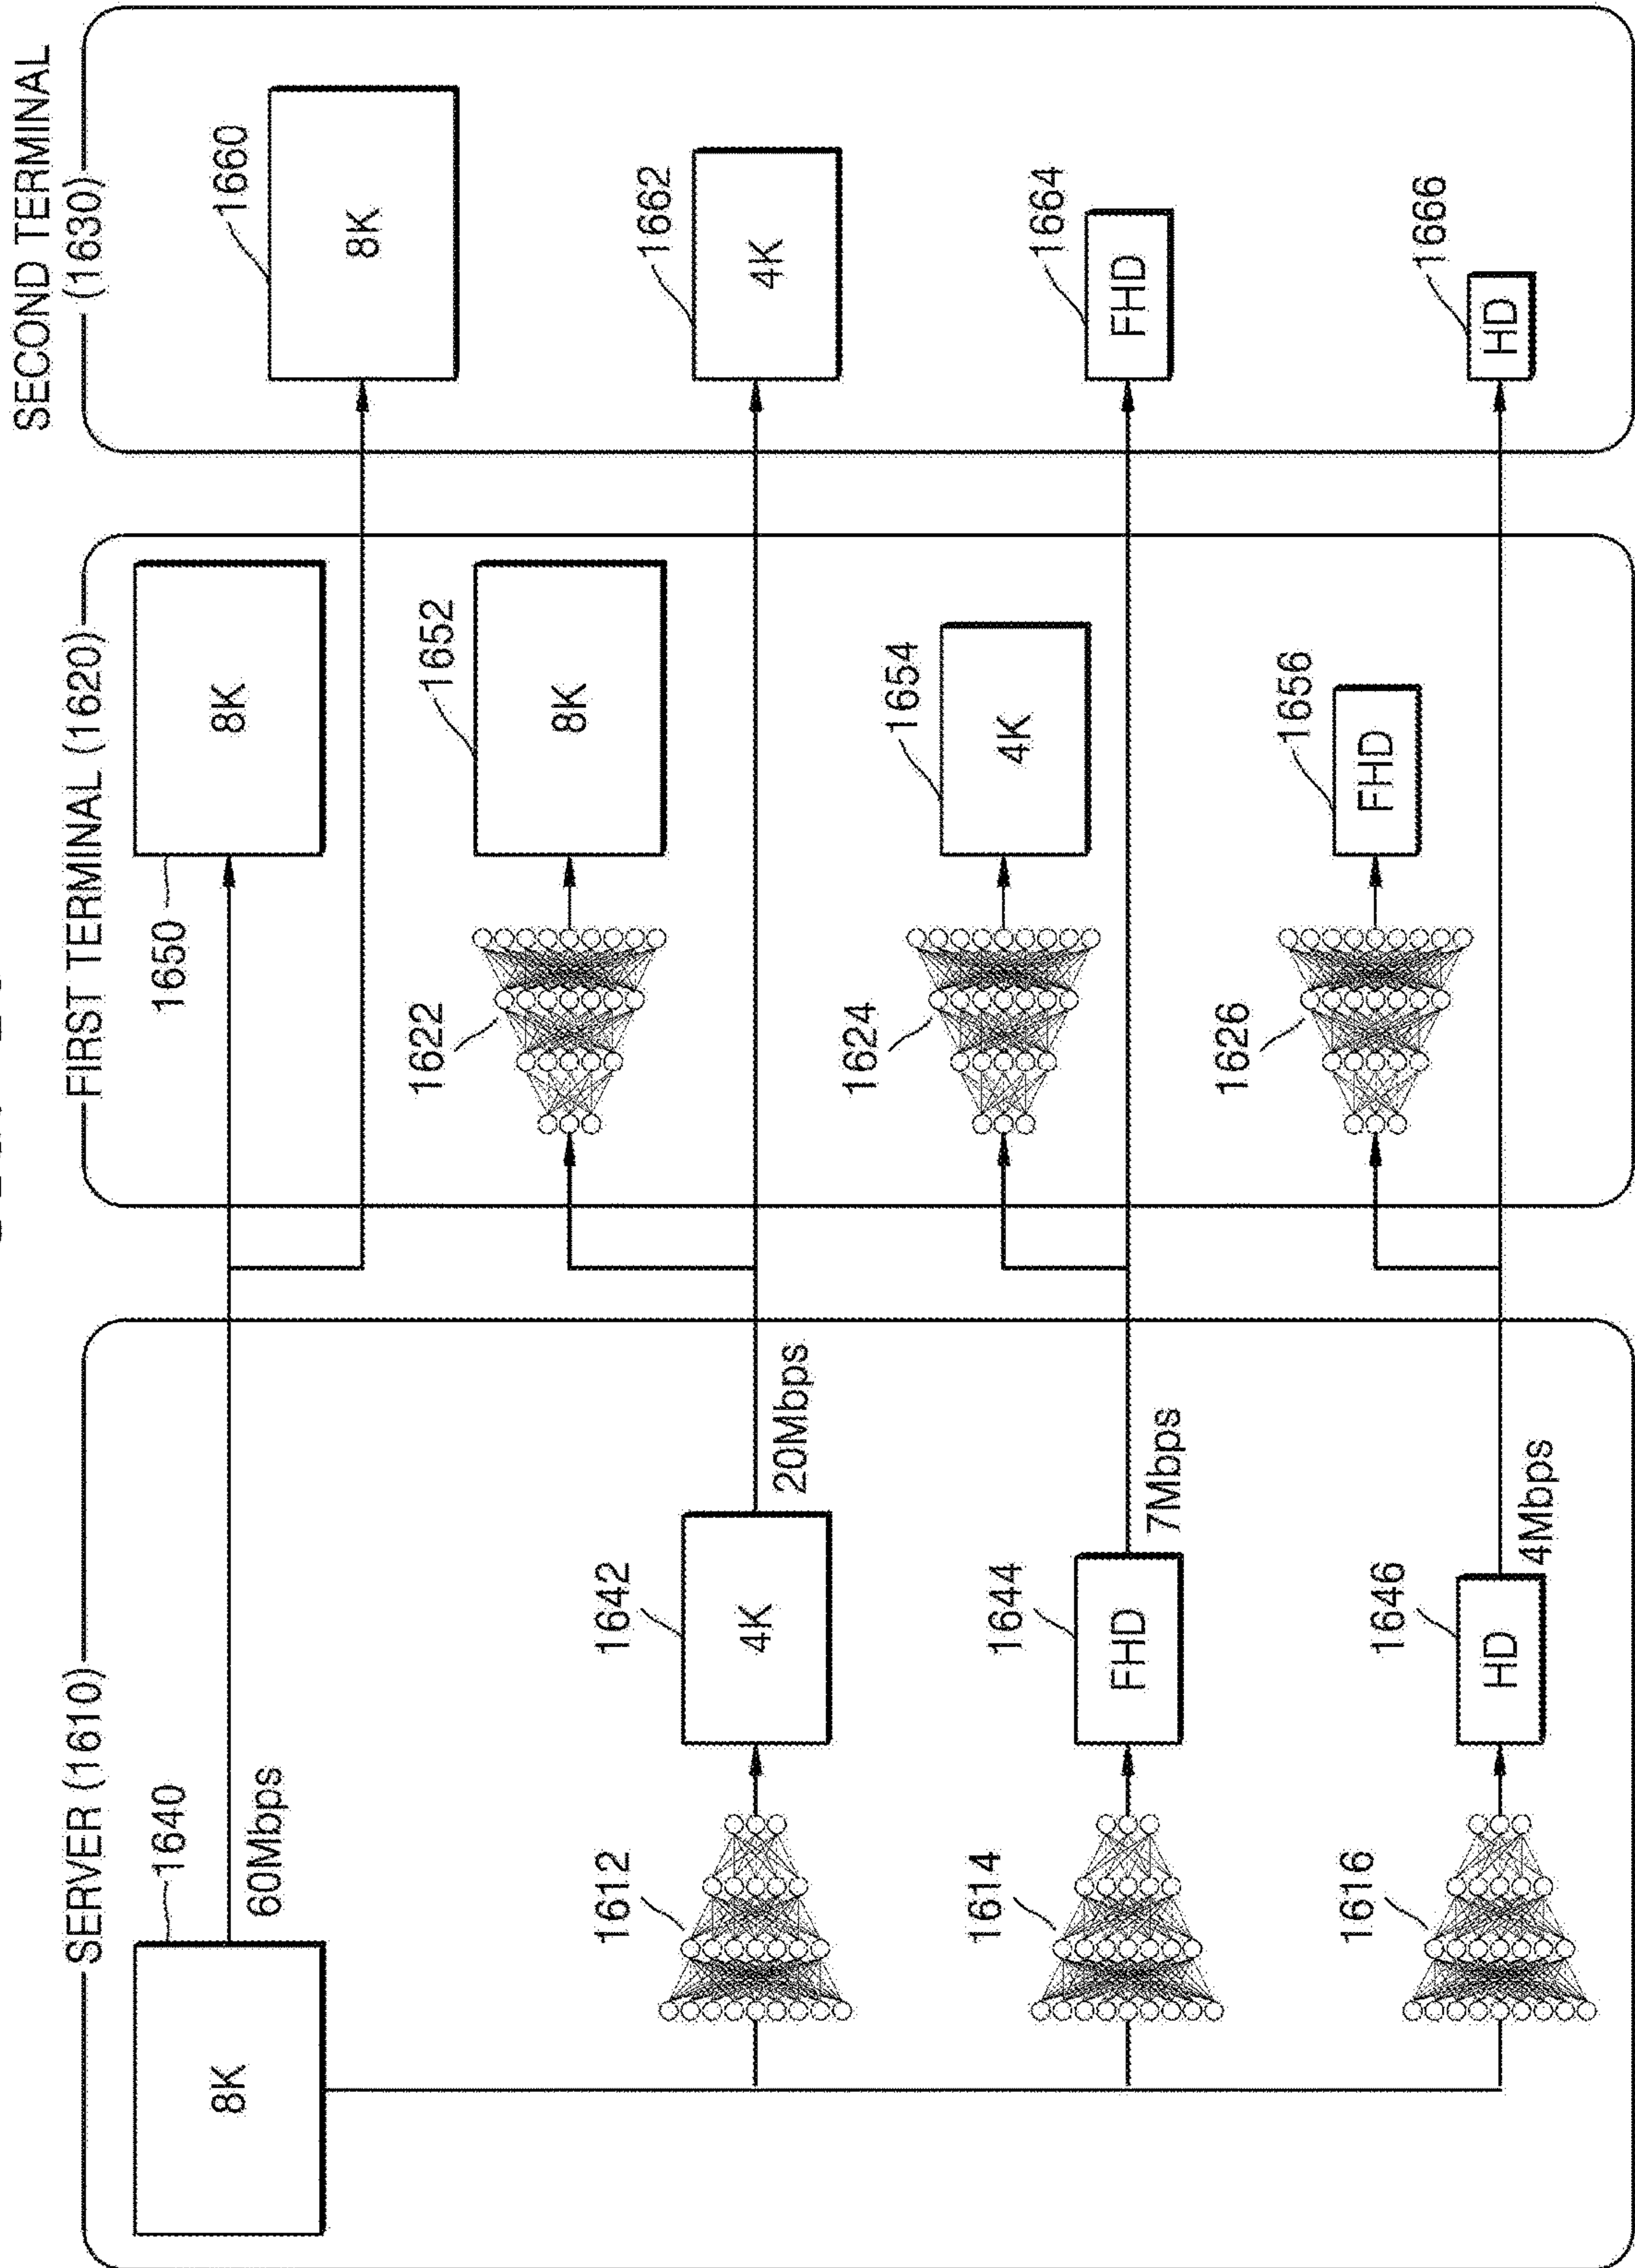 SERVER (1610)
FIRST TERMINAL (1620)
SECOND TERMINAL
(1630)
8K
1640
60Mbps
1650
8K
1660
8K
1612
1642
4K
20Mbps
1622
1652
8K
1662
4K
1614
1644
FHD
7Mbps
1624
1654
4K
1664
FHD
1616
1646
HD
4Mbps
1626
1656
FHD
1666
HD